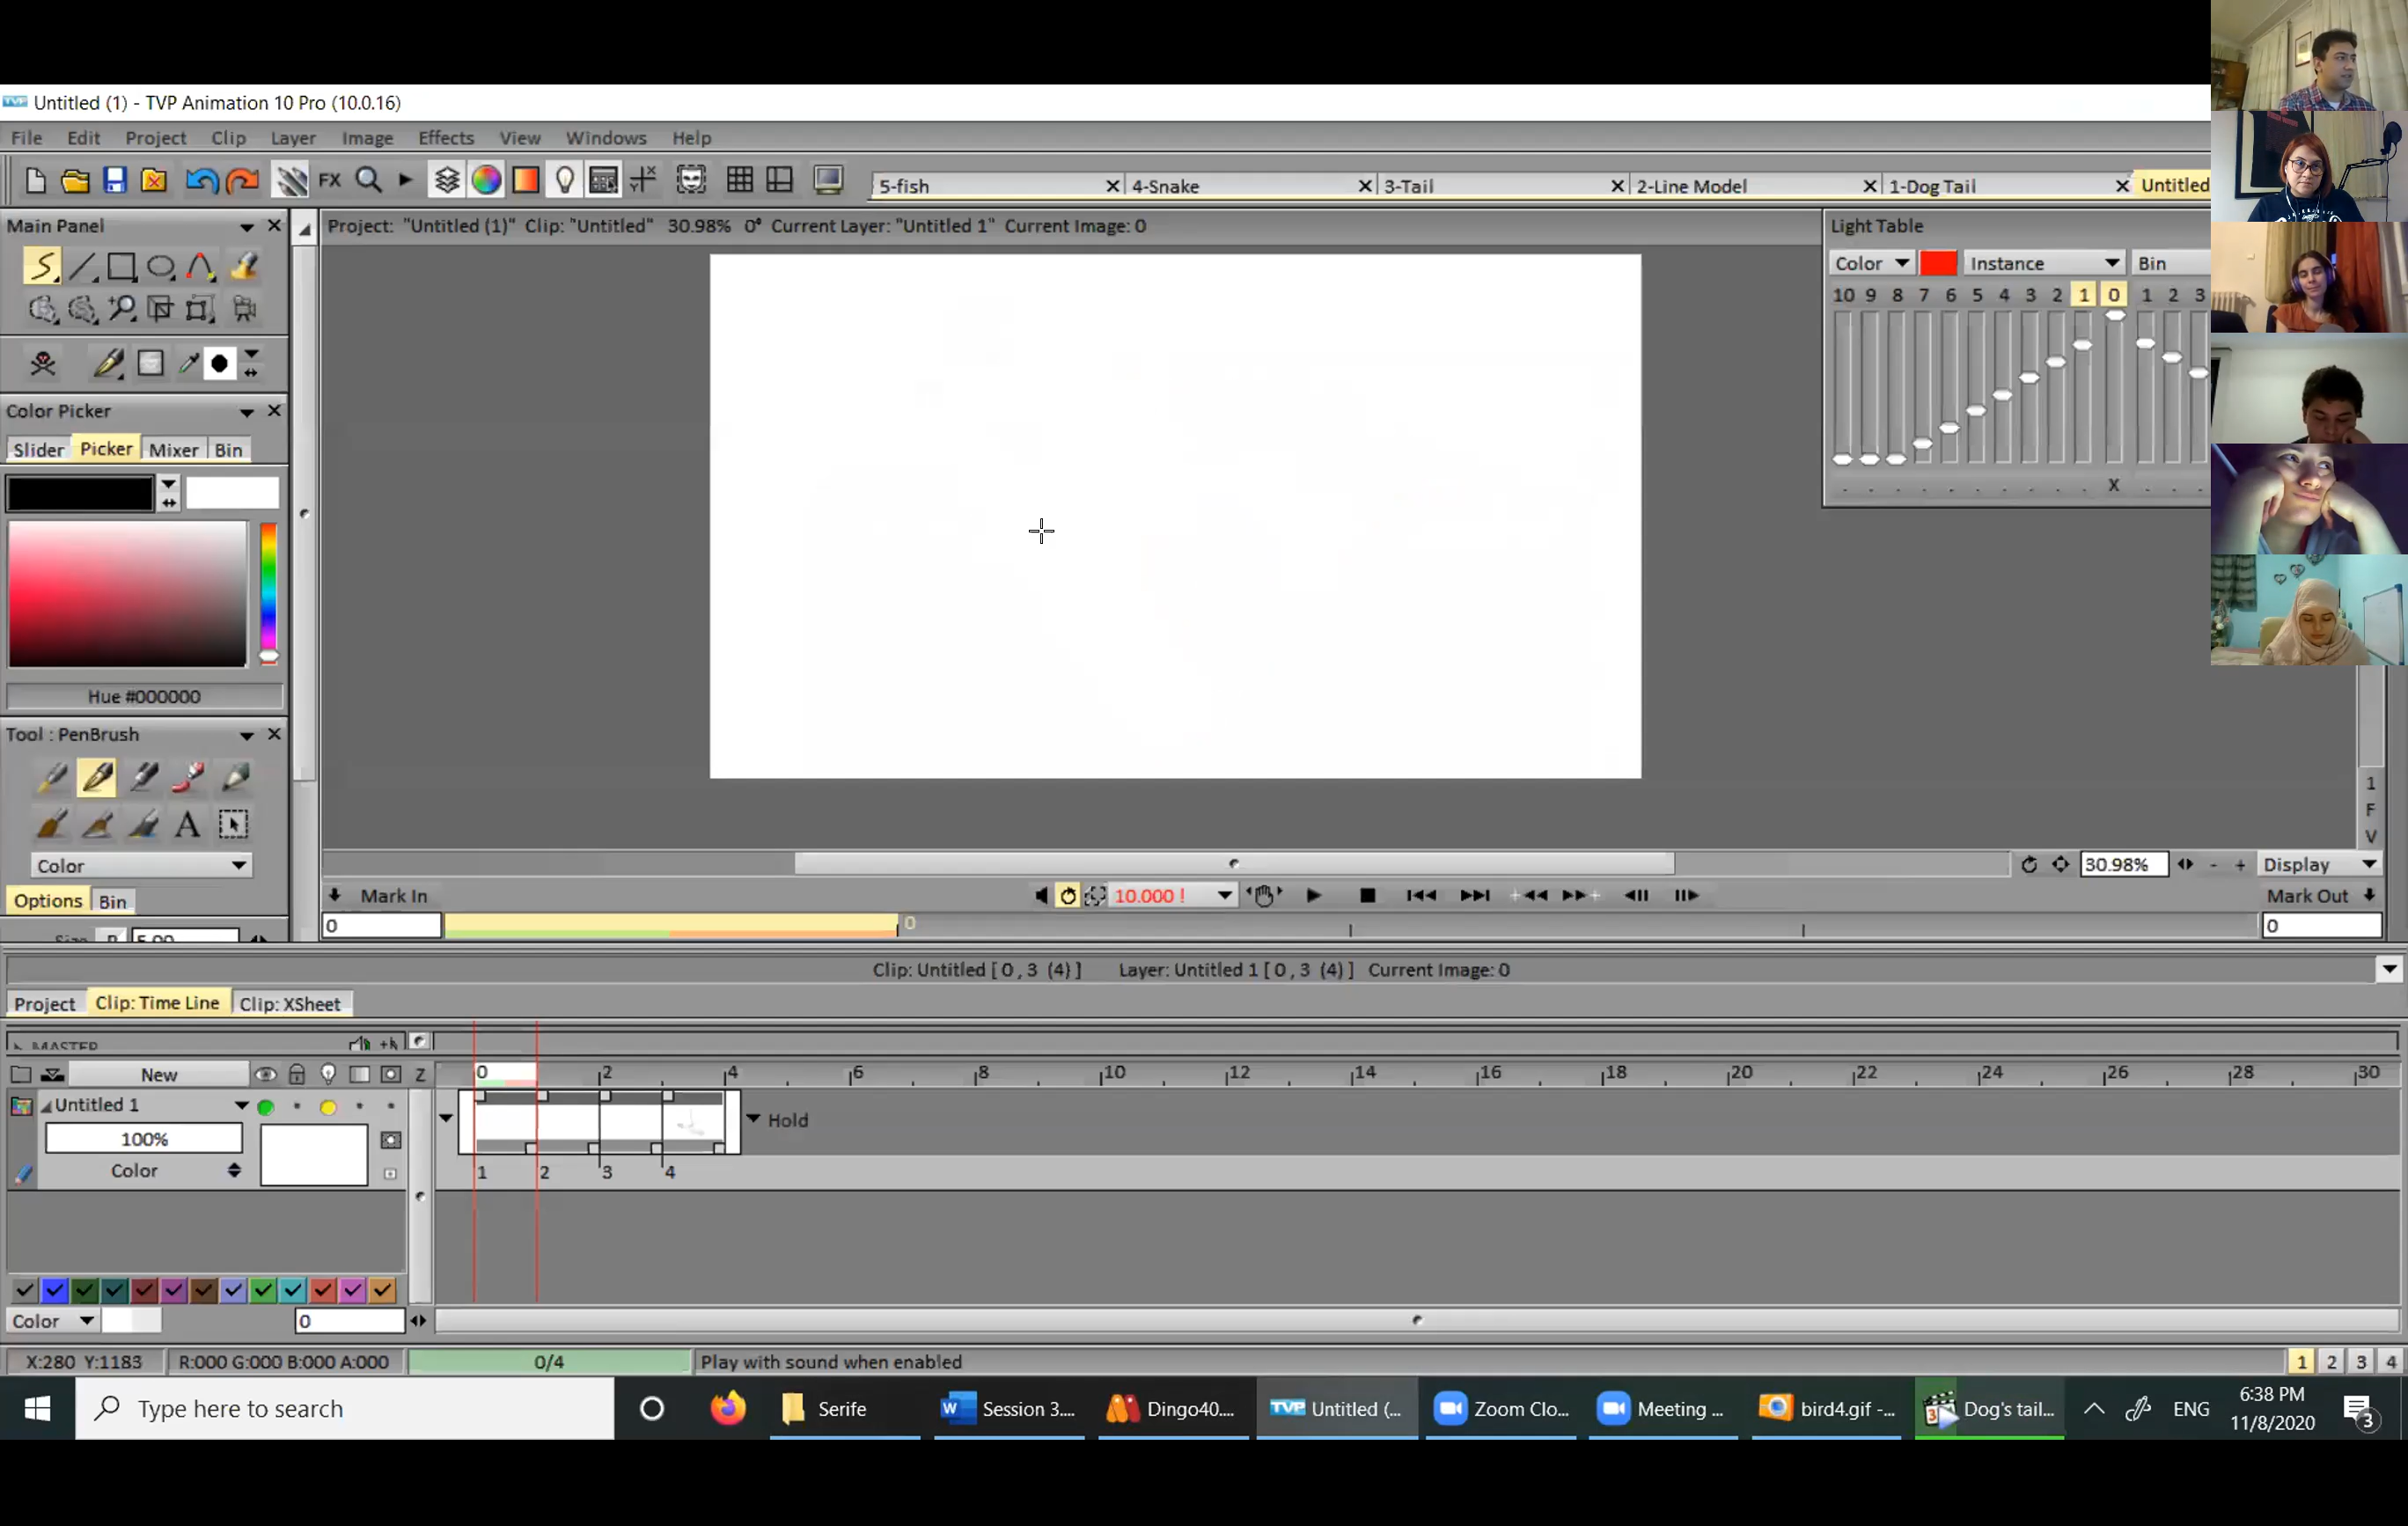 TVP Untitled (1) - TVP Animation 10 Pro (10.0.16)
File Edit Project Clip Layer Image Effects View Windows Help
FX 5-fish 4-Snake 3-Tail 2-Line Model 1-Dog Tail Untitled
Main Panel
Project: "Untitled (1)" Clip: "Untitled" 30.98% 0° Current Layer: "Untitled 1" Current Image: 0
Light Table
Color Instance Bin
10 9 8 7 6 5 4 3 2 1 0 1 2 3
X
Color Picker
Slider Picker Mixer Bin
Hue #000000
Tool : PenBrush
A
Color
Options Bin
Size P 5.00
1
F
V
30.98% - + Display
Mark In 10.000 ! Mark Out
0 0 0
Clip: Untitled [ 0 , 3 (4) ] Layer: Untitled 1 [ 0 , 3 (4) ] Current Image: 0
Project Clip: Time Line Clip: XSheet
MASTER
New Z 0 2 4 6 8 10 12 14 16 18 20 22 24 26 28 30
Untitled 1 Hold
100%
Color 1 2 3 4
Color 0
X:280 Y:1183 R:000 G:000 B:000 A:000 0/4 Play with sound when enabled 1 2 3 4
Type here to search Serife Session 3.... Dingo40.... TVP Untitled (... Zoom Clo... Meeting ... bird4.gif -... Dog's tail... ENG 6:38 PM
11/8/2020 3